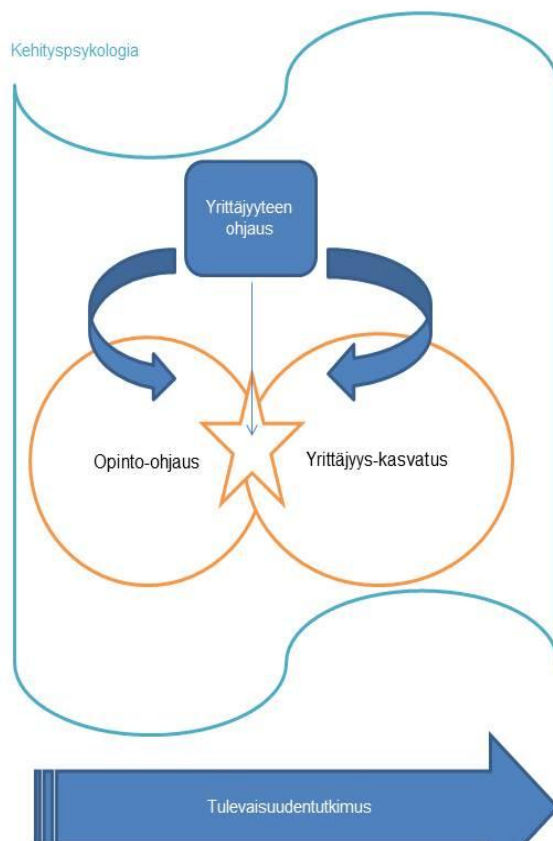 Kehityspsykologia
Yrittäjyyteen
ohjaus
Opinto-ohjaus
Yrittäjyys-kasvatus
Tulevaisuudentutkimus